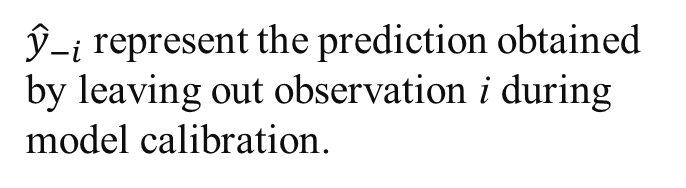 ŷ₋ᵢ represent the prediction obtained
by leaving out observation i during
model calibration.